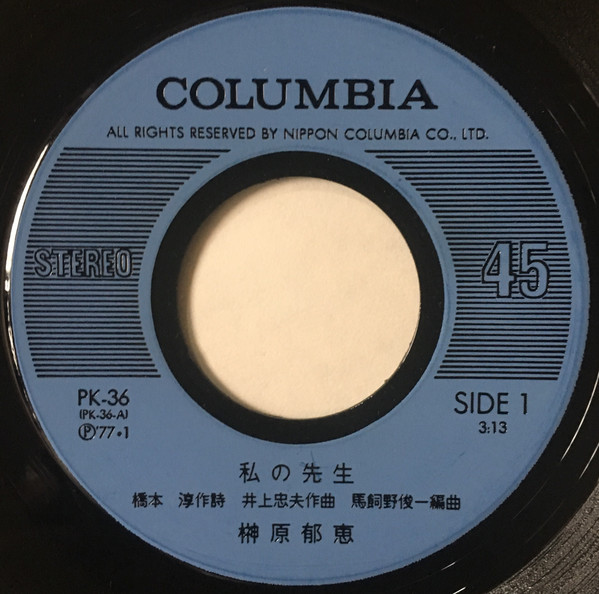 COLUMBIA
ALL RIGHTS RESERVED BY NIPPON COLUMBIA CO., LTD.
STEREO
45
PK-36
(PK-36-A)
Ⓟ'77•1
SIDE 1
3:13
私の先生
橋本 淳作詩 井上忠夫作曲 馬飼野俊一編曲
榊原郁恵